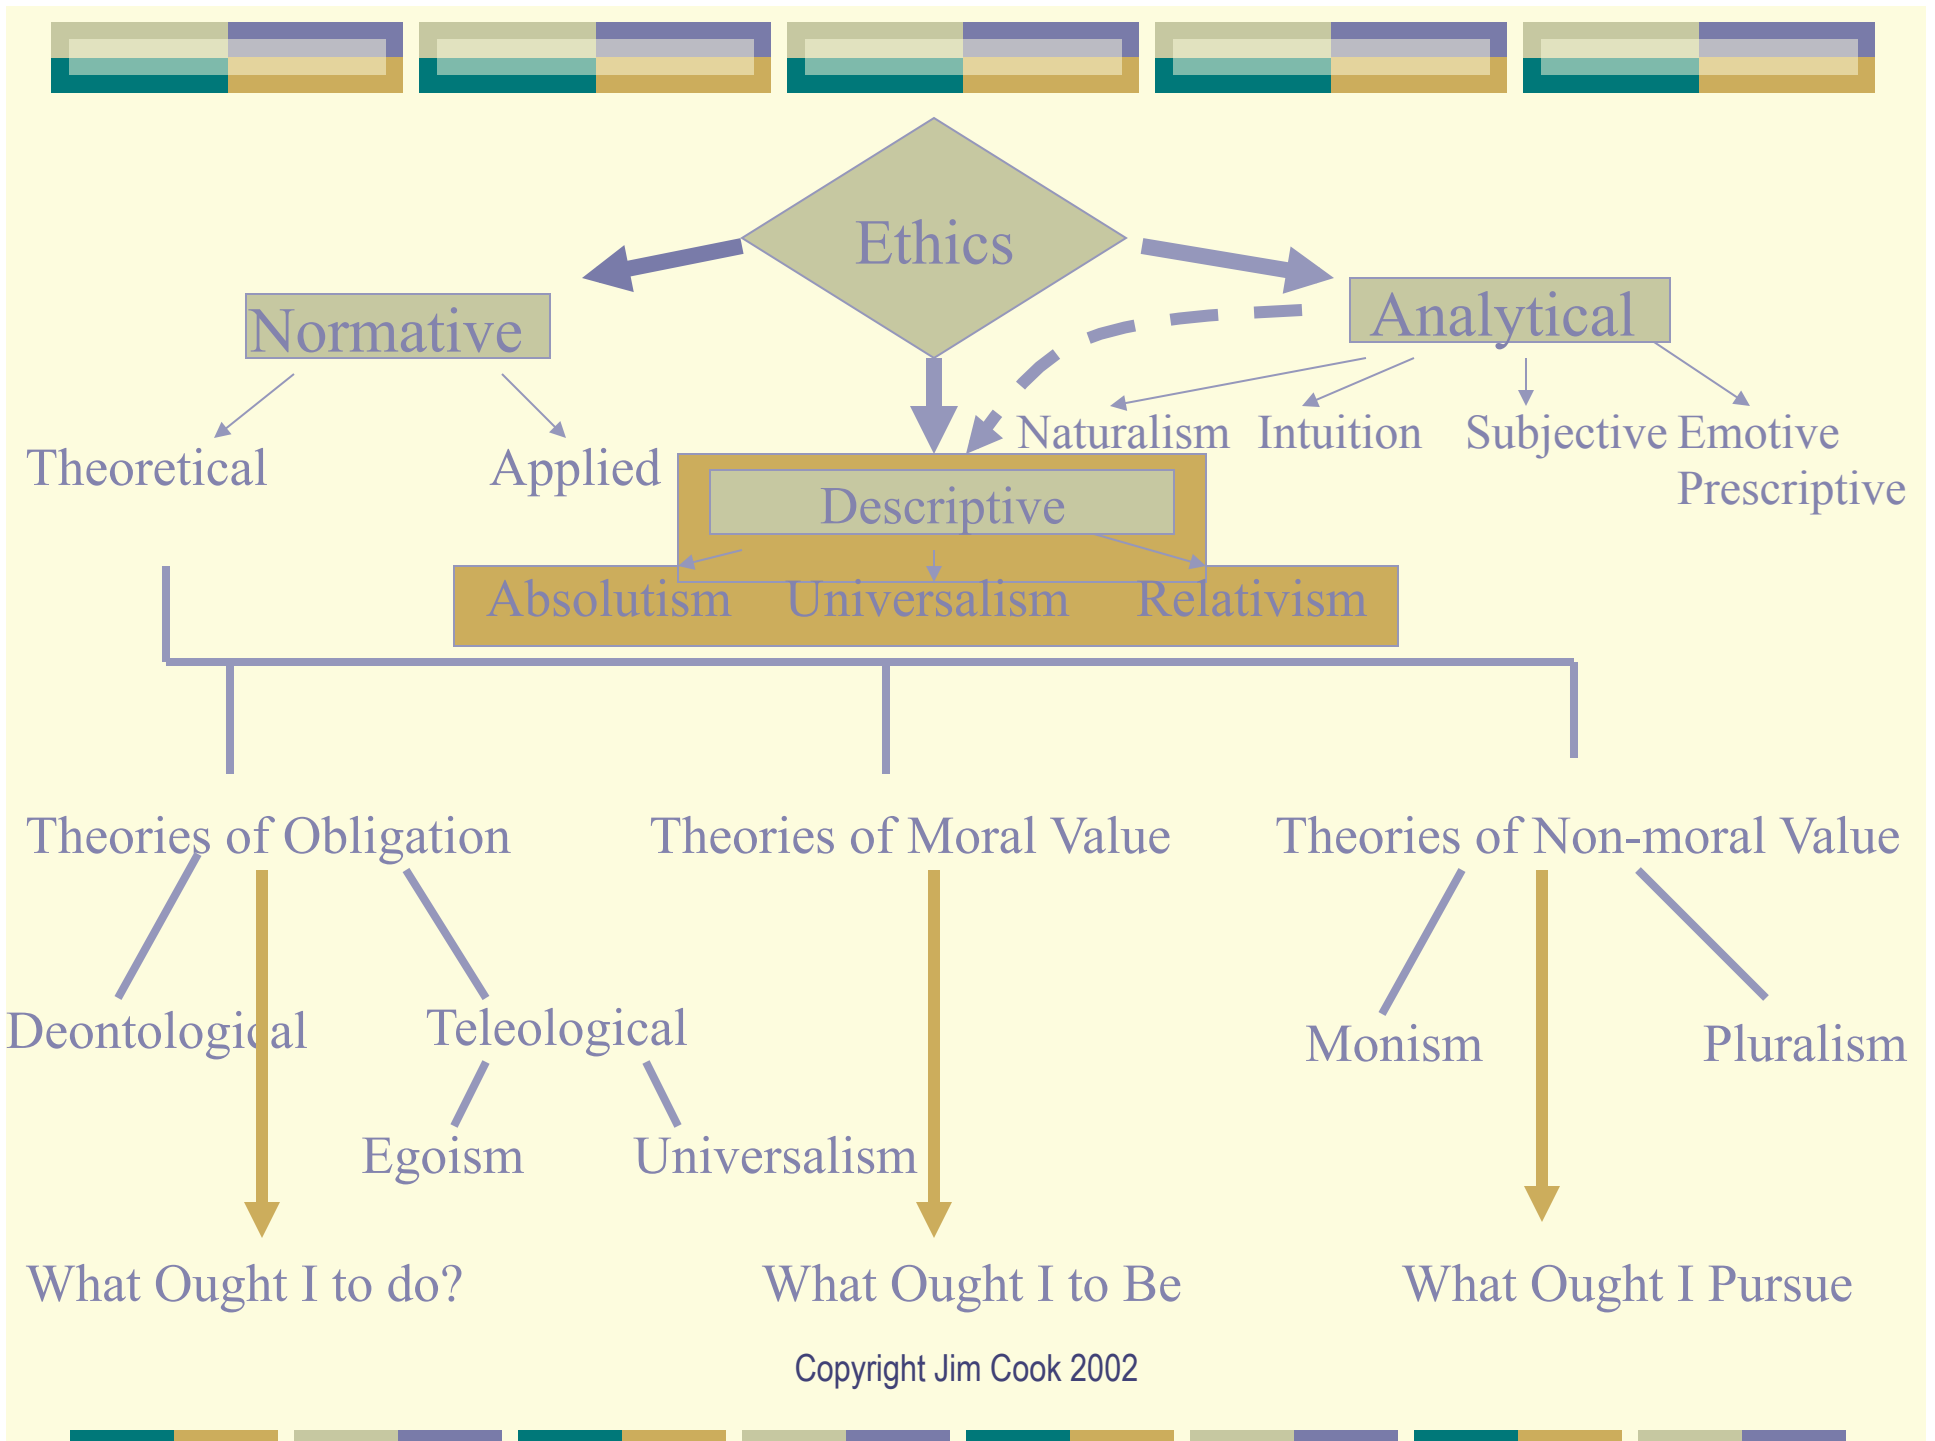 Ethics
Normative
Analytical
Theoretical
Applied
Naturalism
Intuition
Subjective
Emotive
Prescriptive
Descriptive
Absolutism
Universalism
Relativism
Theories of Obligation
Theories of Moral Value
Theories of Non-moral Value
Deontological
Teleological
Monism
Pluralism
Egoism
Universalism
What Ought I to do?
What Ought I to Be
What Ought I Pursue
Copyright Jim Cook 2002